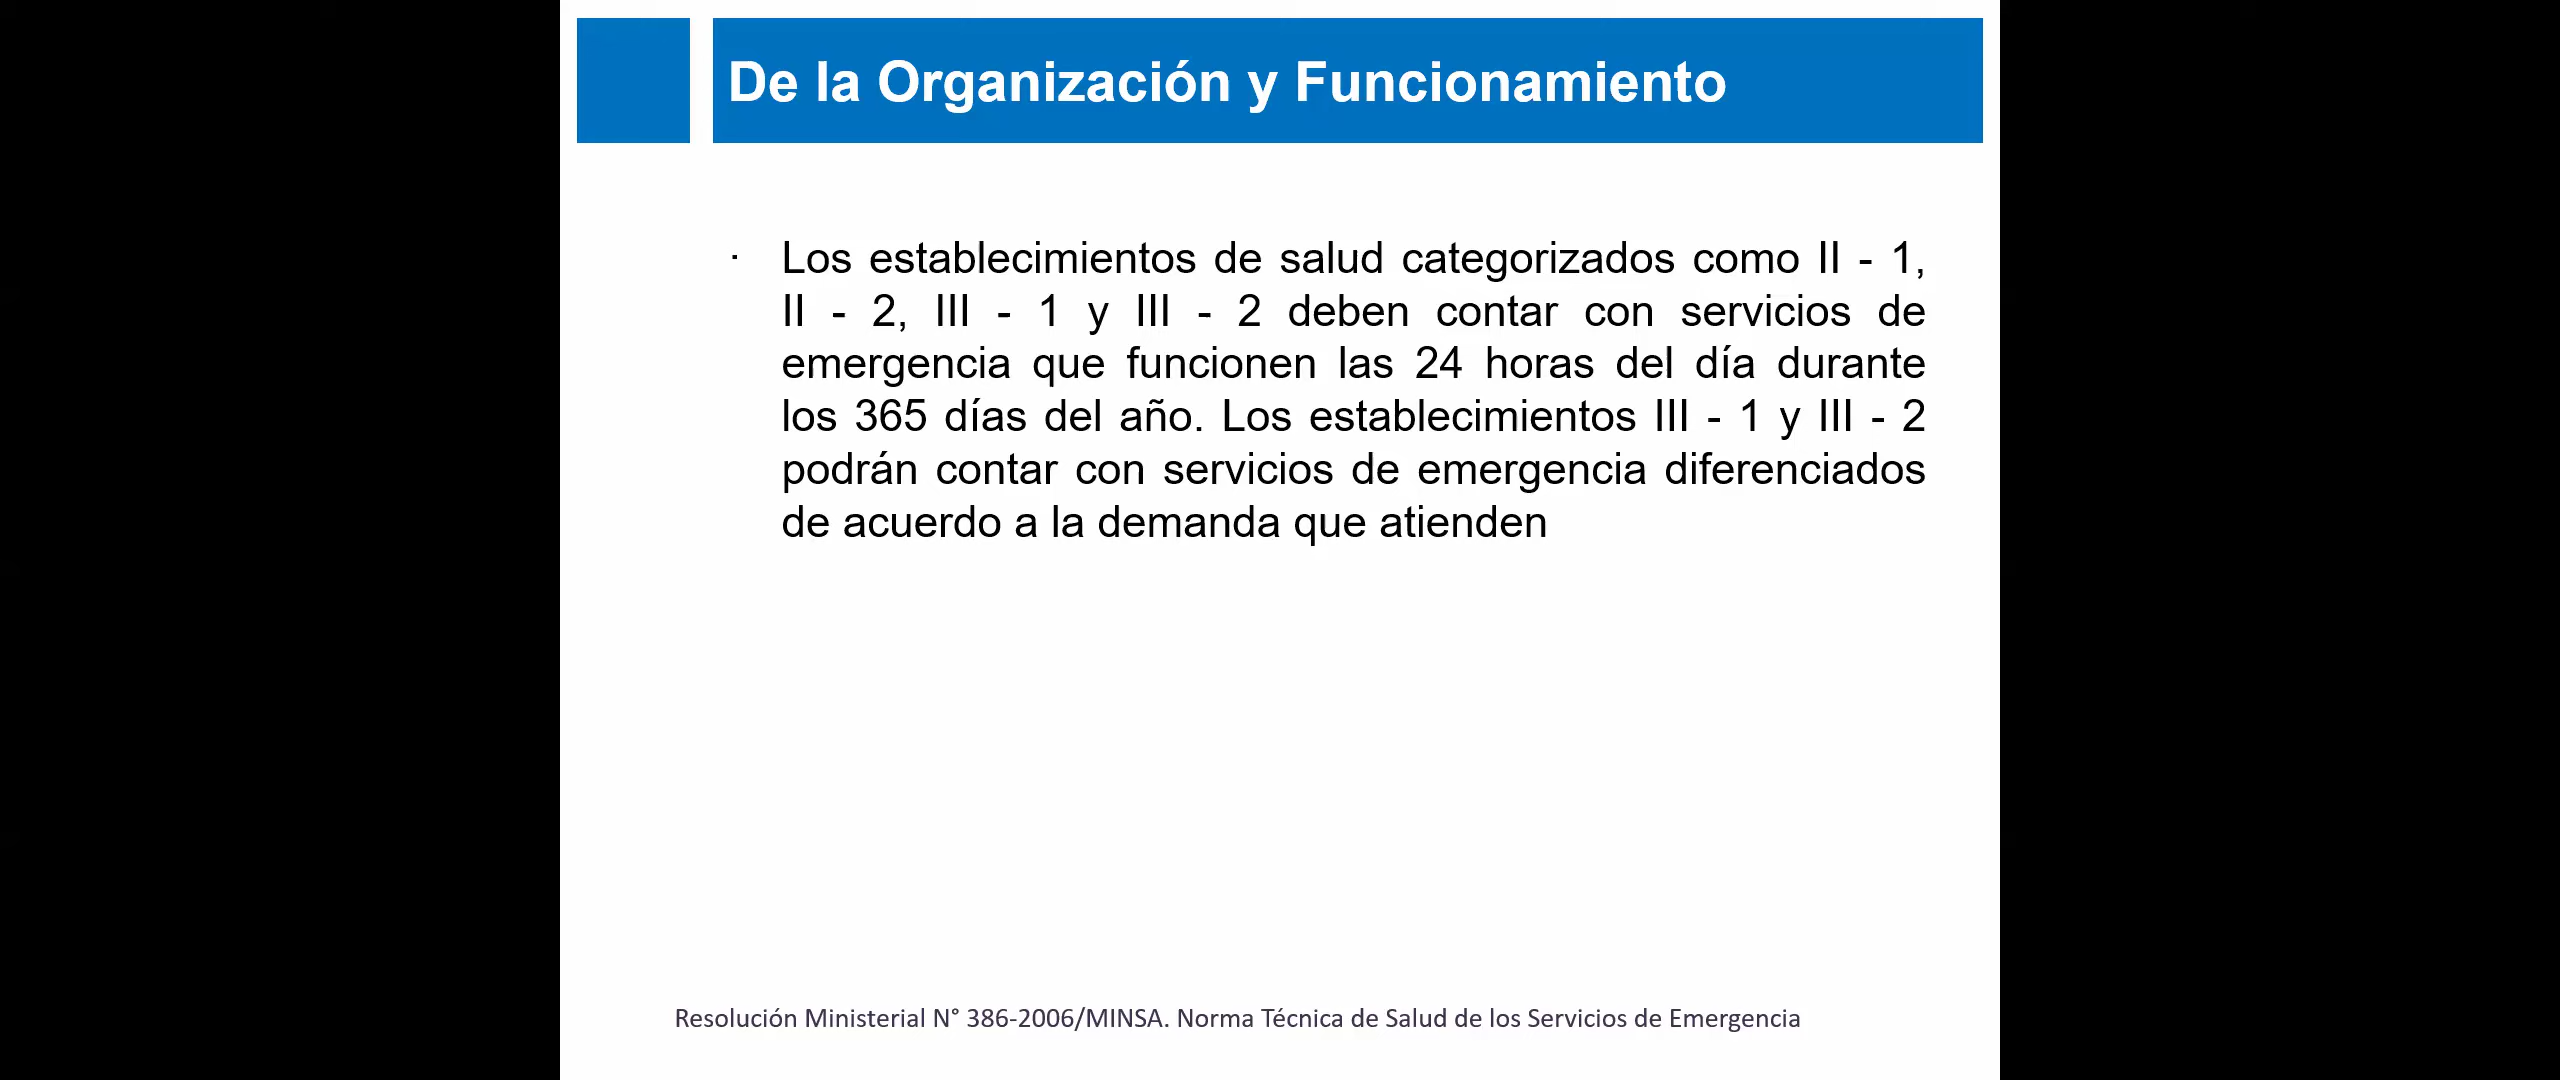 De la Organización y Funcionamiento
· Los establecimientos de salud categorizados como II - 1,
II - 2, III - 1 y III - 2 deben contar con servicios de
emergencia que funcionen las 24 horas del día durante
los 365 días del año. Los establecimientos III - 1 y III - 2
podrán contar con servicios de emergencia diferenciados
de acuerdo a la demanda que atienden
Resolución Ministerial N° 386-2006/MINSA. Norma Técnica de Salud de los Servicios de Emergencia